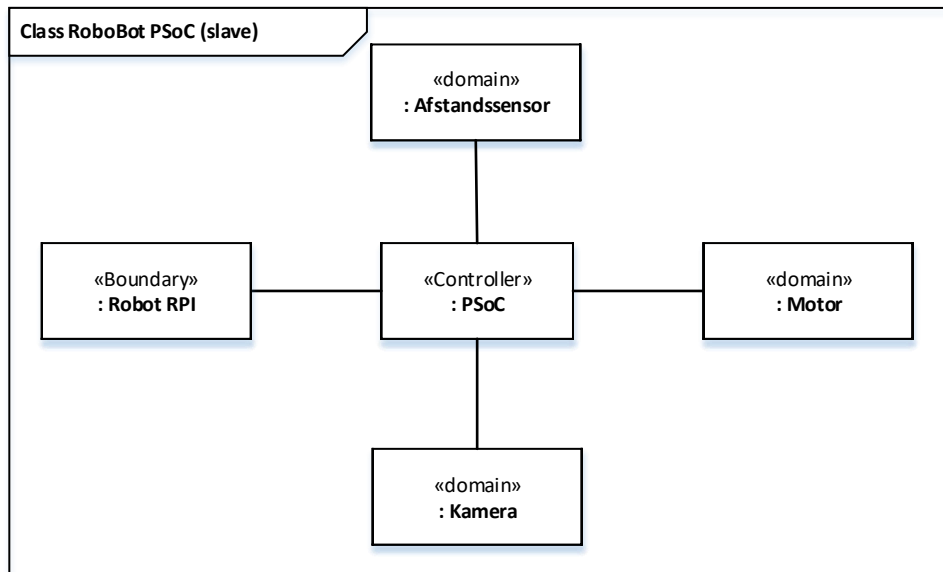 Class RoboBot PSoC (slave)
«domain»
: Afstandssensor
«Boundary»
: Robot RPI
«Controller»
: PSoC
«domain»
: Motor
«domain»
: Kamera